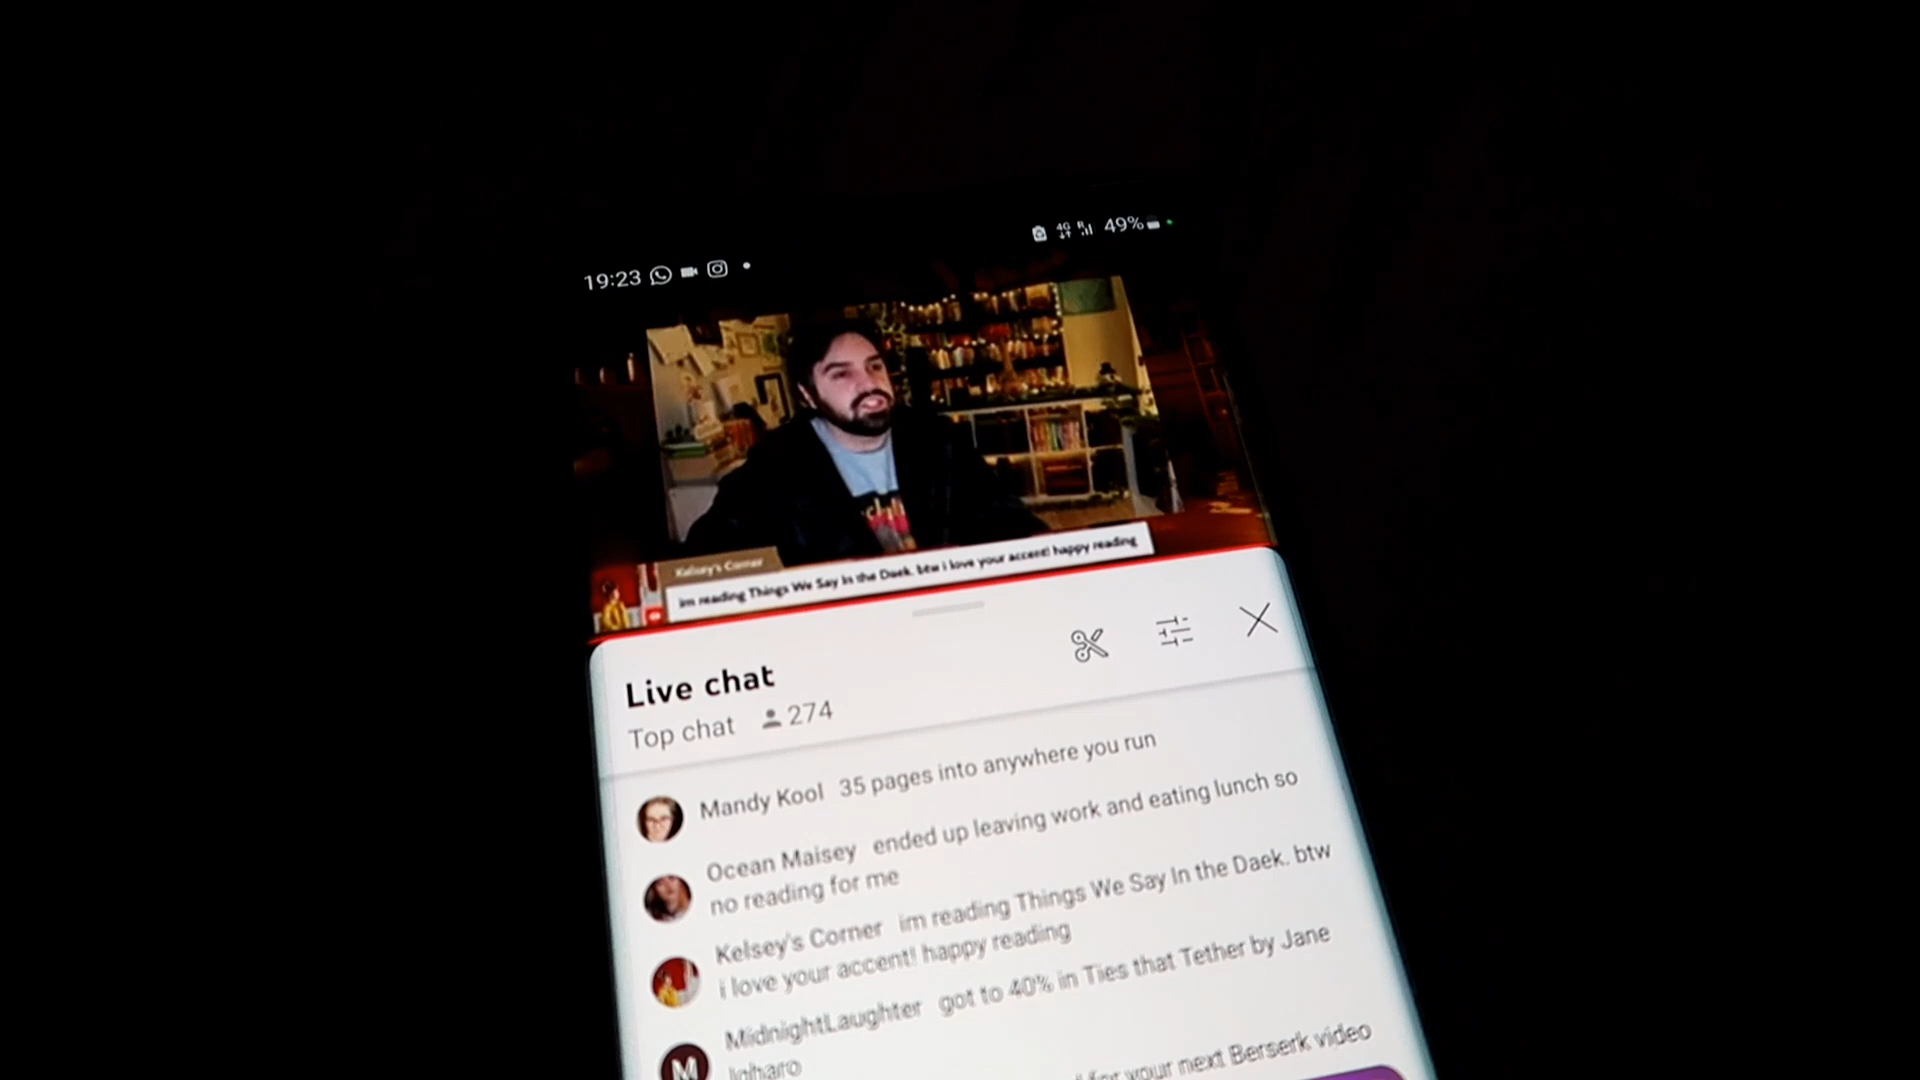 19:23
4G R 49%
Kelsey's Corner
im reading Things We Say In the Daek. btw i love your accent! happy reading
Live chat
Top chat 274
Mandy Kool 35 pages into anywhere you run
Ocean Maisey ended up leaving work and eating lunch so
no reading for me
Kelsey's Corner im reading Things We Say In the Daek. btw
i love your accent! happy reading
MidnightLaughter got to 40% in Ties that Tether by Jane
M Igharo
for your next Berserk video